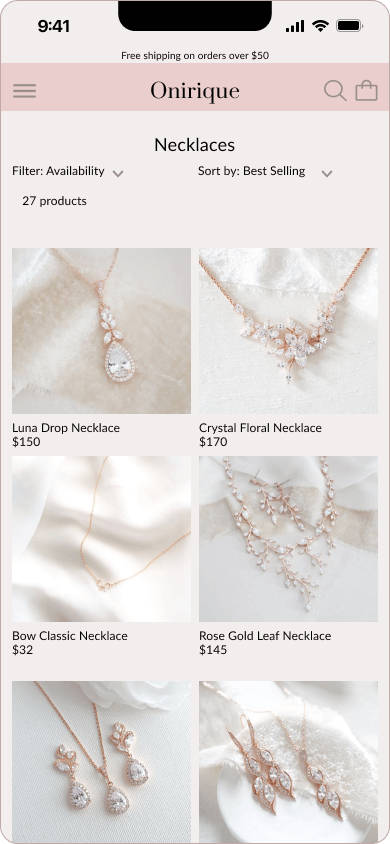 9:41
Free shipping on orders over $50
Onirique
Necklaces
Filter: Availability
Sort by: Best Selling
27 products
Luna Drop Necklace
$150
Crystal Floral Necklace
$170
Bow Classic Necklace
$32
Rose Gold Leaf Necklace
$145